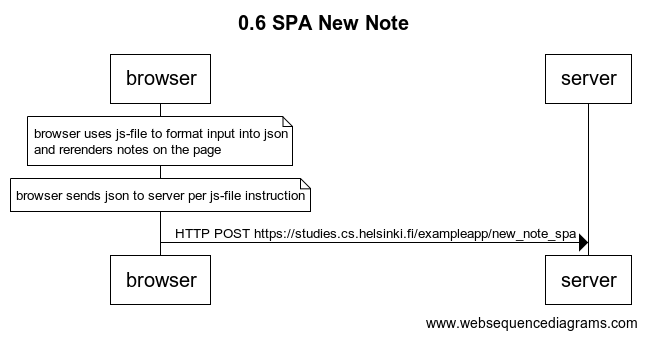 0.6 SPA New Note
browser
server
browser uses js-file to format input into json
and rerenders notes on the page
browser sends json to server per js-file instruction
HTTP POST https://studies.cs.helsinki.fi/exampleapp/new_note_spa
browser
server
www.websequencediagrams.com